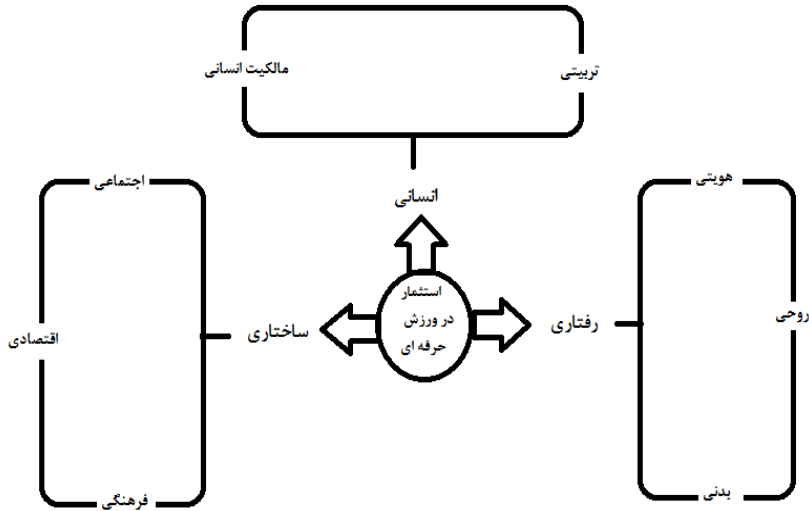 تربیتی
مالکیت انسانی
انسانی
هویتی
روحی
بدنی
رفتاری
استثمار
در ورزش
حرفه ای
ساختاری
اجتماعی
اقتصادی
فرهنگی